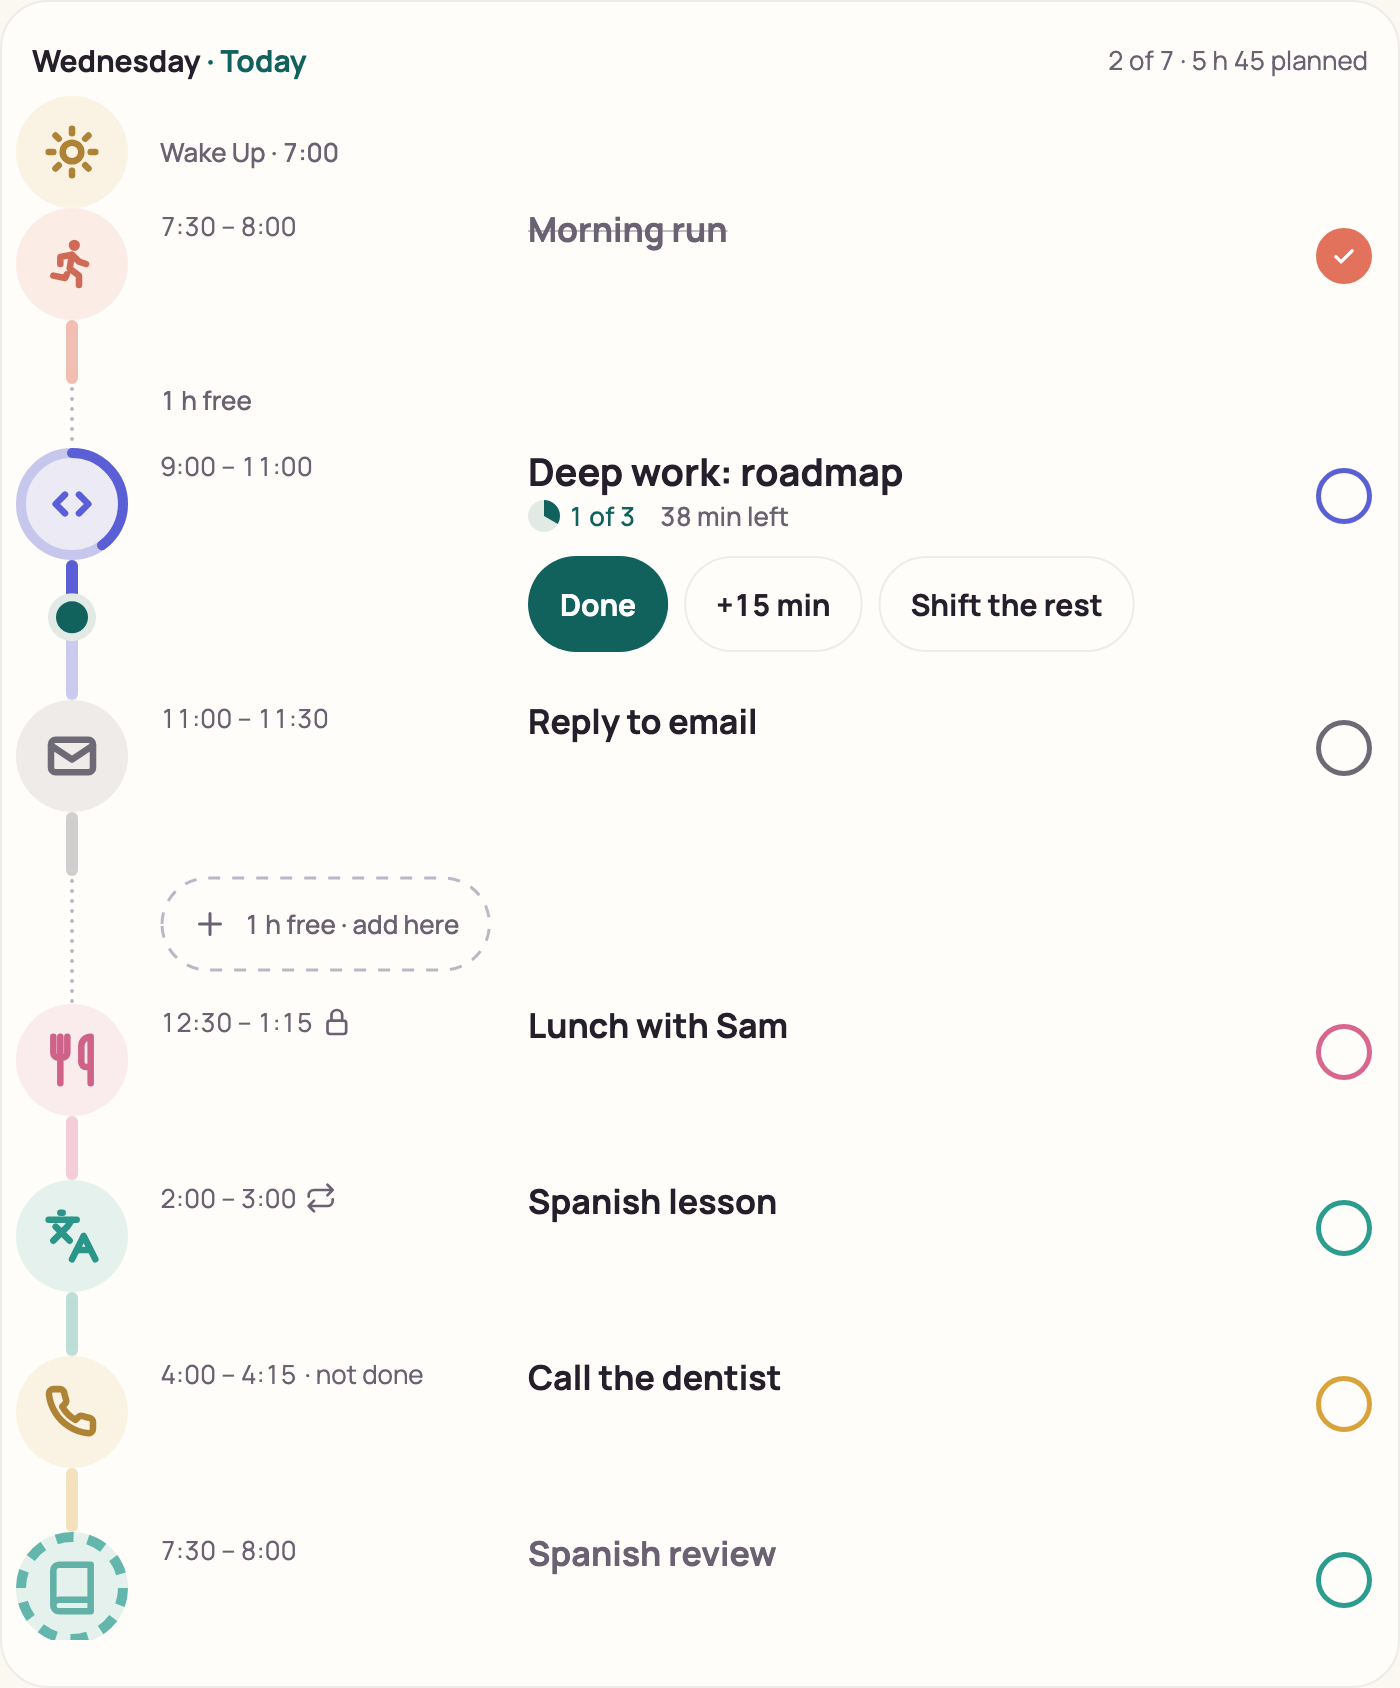 Wednesday · Today
2 of 7 · 5 h 45 planned
Wake Up · 7:00
7:30 – 8:00
Morning run
1 h free
9:00 – 11:00
Deep work: roadmap
1 of 3 38 min left
Done
+15 min
Shift the rest
11:00 – 11:30
Reply to email
1 h free · add here
12:30 – 1:15
Lunch with Sam
2:00 – 3:00
Spanish lesson
4:00 – 4:15 · not done
Call the dentist
7:30 – 8:00
Spanish review